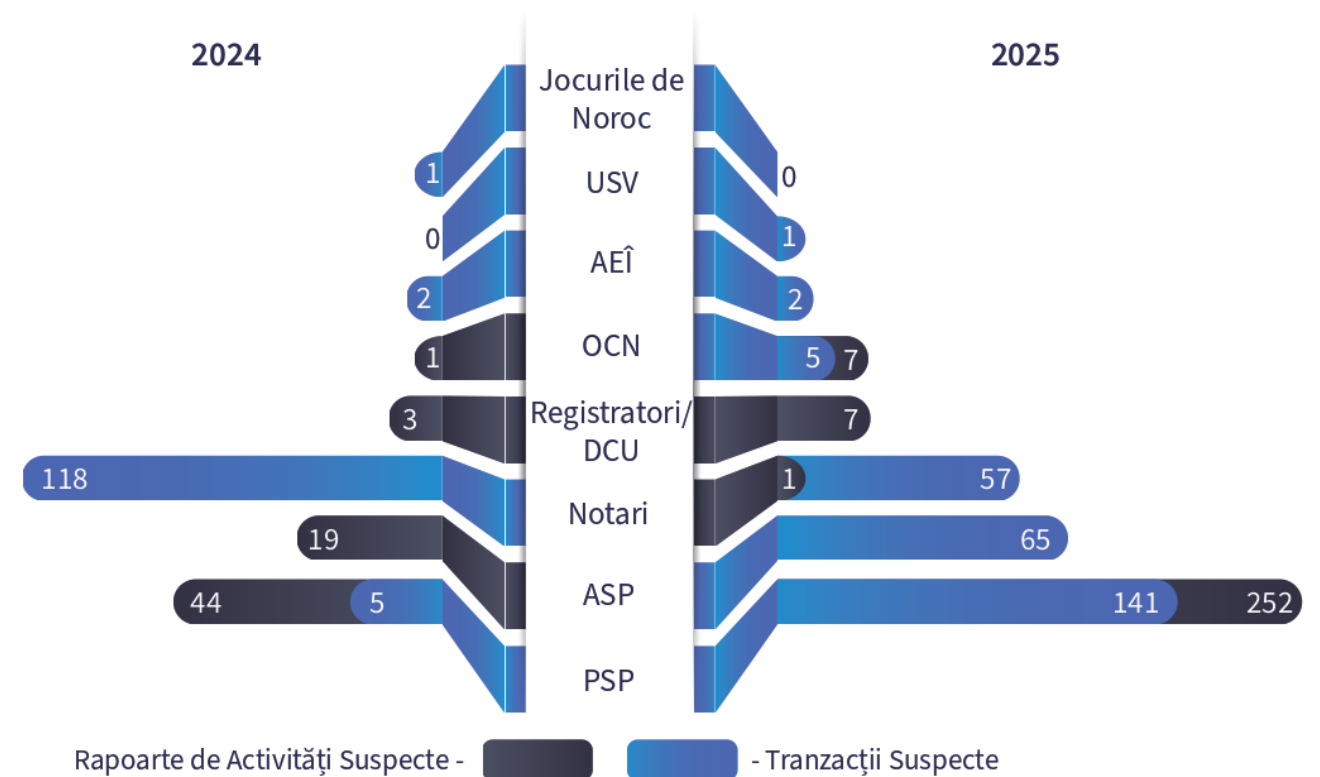 2024
2025
Jocurile de
Noroc
1
0
USV
0
1
AEÎ
2
2
OCN
1
5 7
Registratori/
DCU
3
7
Notari
118
1 57
ASP
19
65
PSP
44 5
141 252
Rapoarte de Activități Suspecte -
- Tranzacții Suspecte